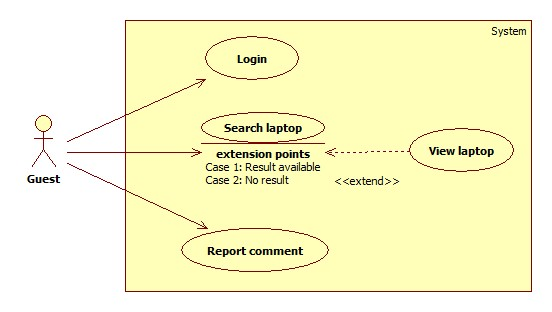 System
Login
Search laptop
extension points
Case 1: Result available
Case 2: No result
<<extend>>
View laptop
Guest
Report comment